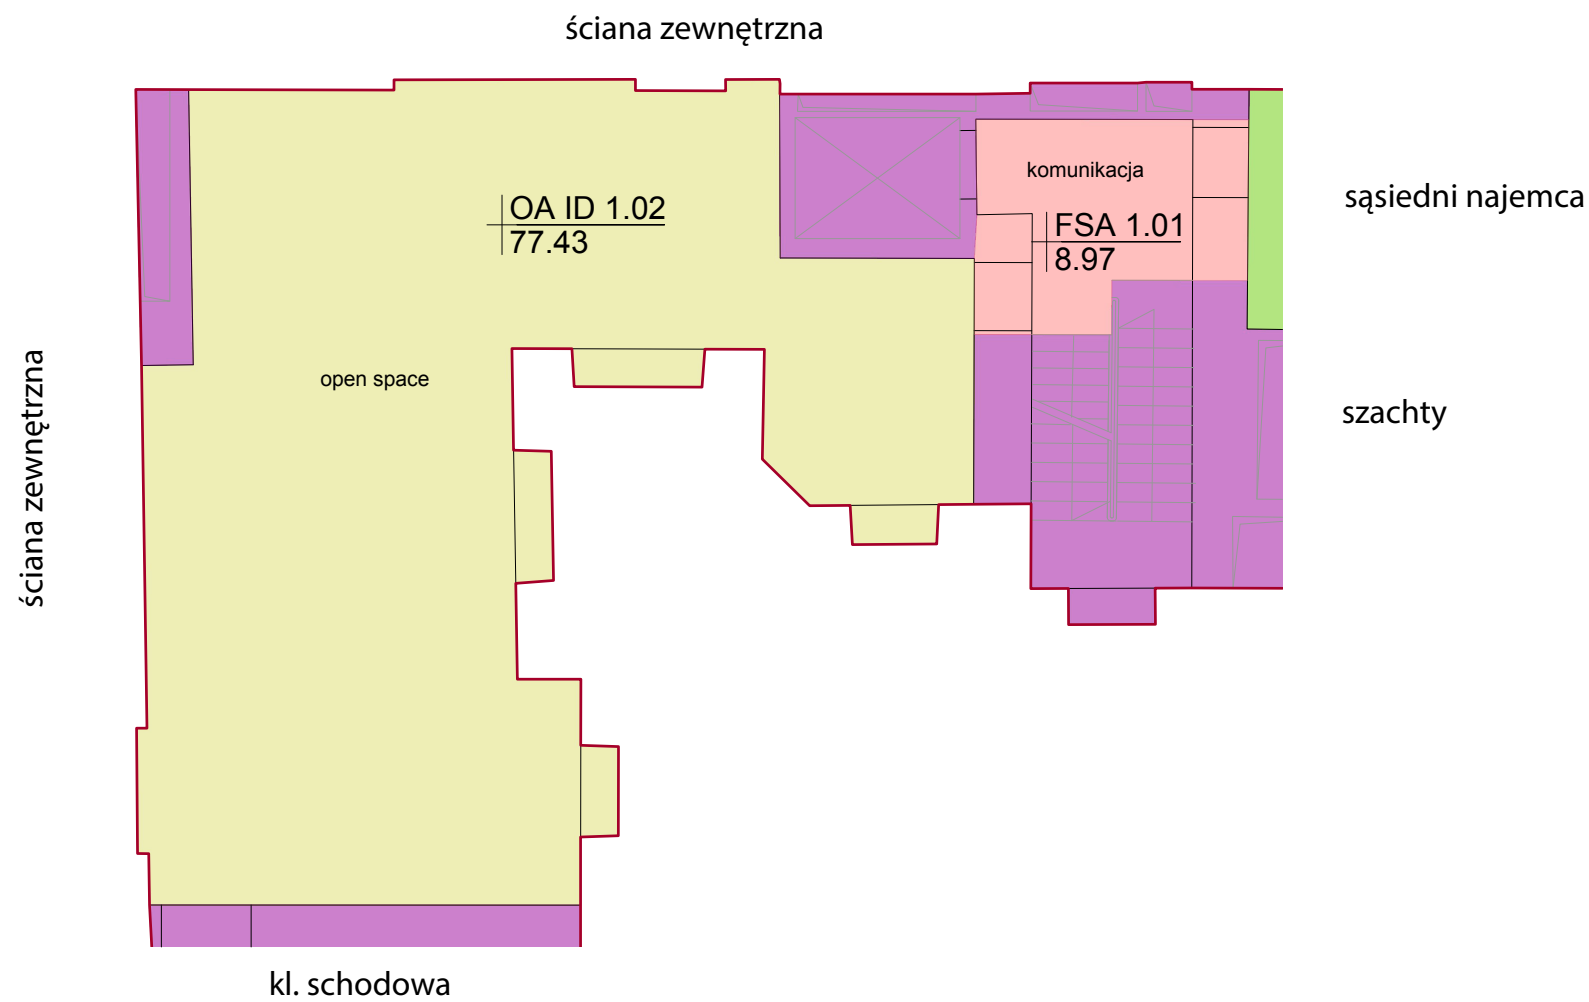 ściana zewnętrzna
komunikacja
sąsiedni najemca
OA ID 1.02
77.43
FSA 1.01
8.97
open space
szachty
ściana zewnętrzna
kl. schodowa